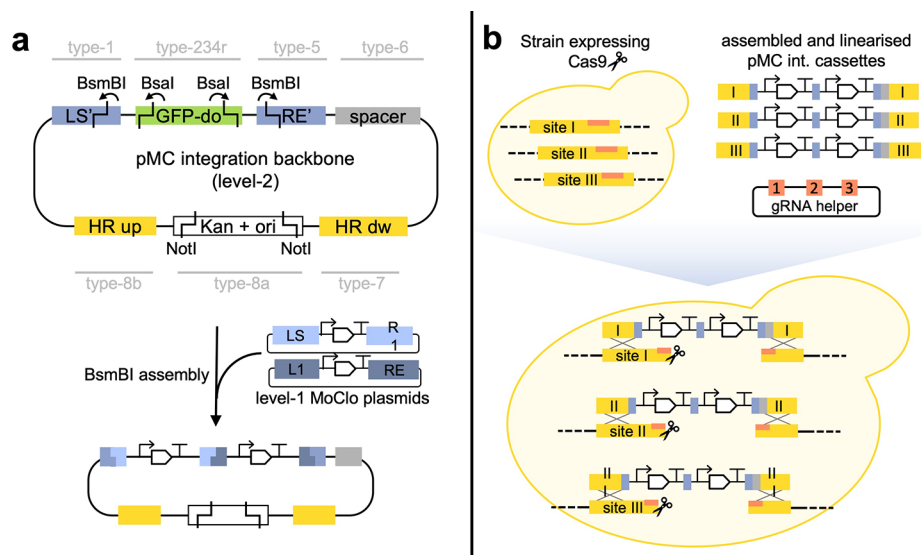 a
type-1
type-234r
type-5
type-6
BsmBI
BsaI
BsaI
BsmBI
LS'
GFP-do
RE'
spacer
pMC integration backbone
(level-2)
HR up
Kan + ori
HR dw
NotI
NotI
type-8b
type-8a
type-7
BsmBI assembly
LS
R
1
L1
RE
level-1 MoClo plasmids
b
Strain expressing
Cas9
site I
site II
site III
assembled and linearised
pMC int. cassettes
I
I
II
II
III
III
1
2
3
gRNA helper
I
I
site I
II
II
site II
II
I
II
I
site III